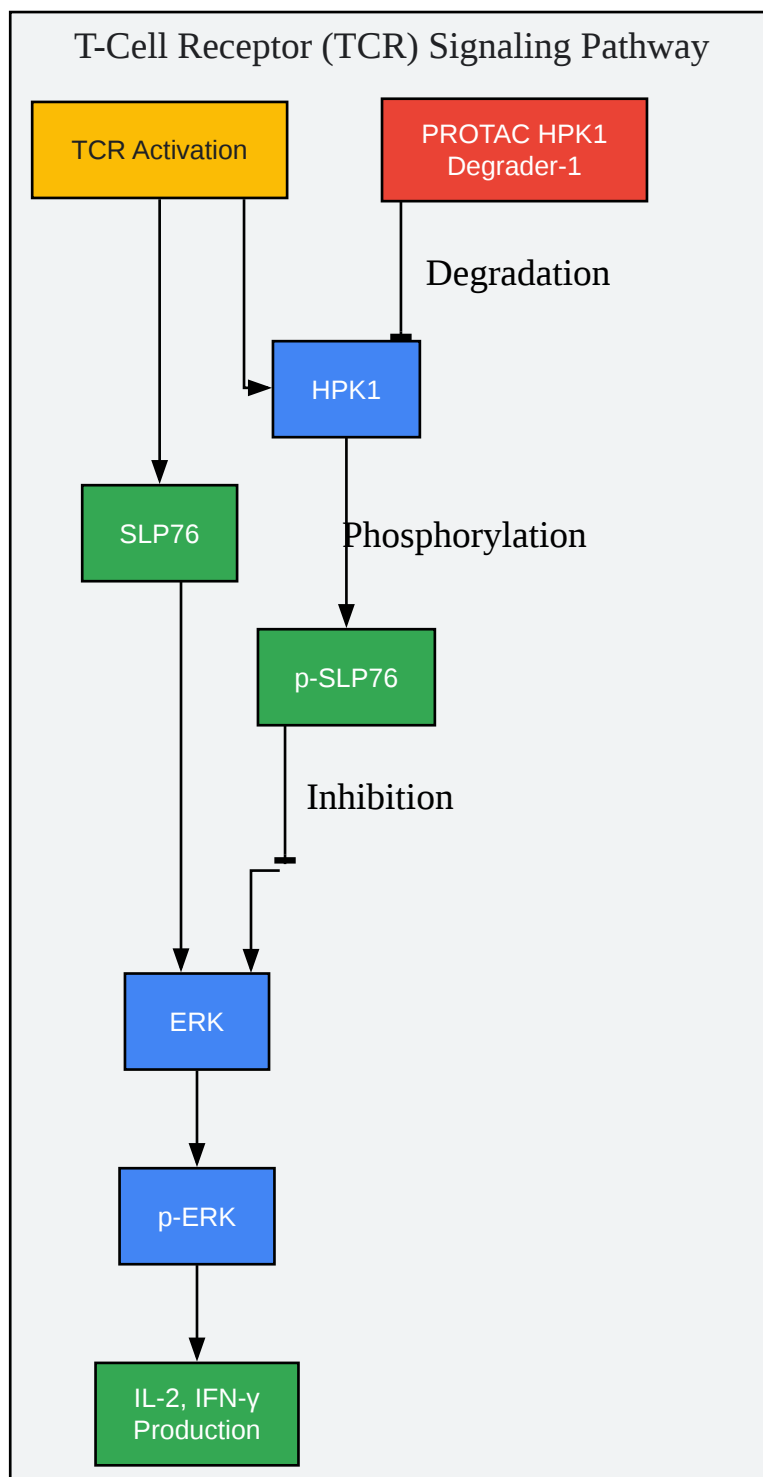 T-Cell Receptor (TCR) Signaling Pathway
TCR Activation
PROTAC HPK1
Degrader-1
Degradation
HPK1
SLP76
Phosphorylation
p-SLP76
Inhibition
ERK
p-ERK
IL-2, IFN-γ
Production